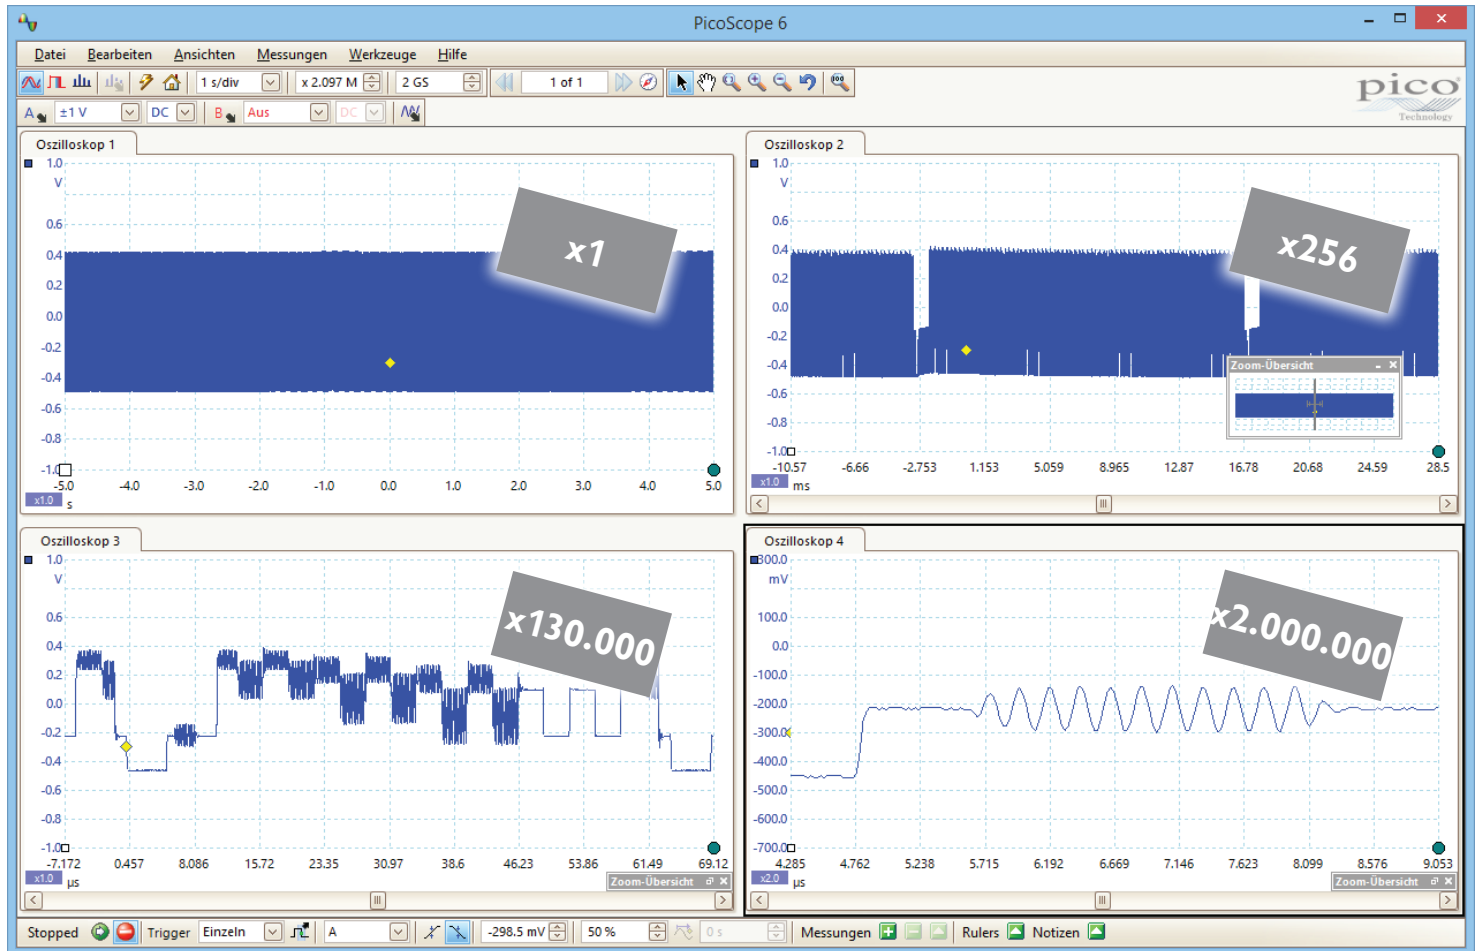 PicoScope 6
Datei Bearbeiten Ansichten Messungen Werkzeuge Hilfe
1 s/div x 2.097 M 2 GS 1 of 1
A ±1 V DC B Aus DC
pico
Technology
Oszilloskop 1
1.0
V
0.6
0.4
0.2
0.0
-0.2
-0.4
-0.6
-0.8
-1.0
-5.0 -4.0 -3.0 -2.0 -1.0 0.0 1.0 2.0 3.0 4.0 5.0
x1.0 s
x1
Oszilloskop 2
1.0
V
0.6
0.4
0.2
0.0
-0.2
-0.4
-0.6
-0.8
-1.0
-10.57 -6.66 -2.753 1.153 5.059 8.965 12.87 16.78 20.68 24.59 28.5
x1.0 ms
x256
Zoom-Übersicht
Oszilloskop 3
1.0
V
0.6
0.4
0.2
0.0
-0.2
-0.4
-0.6
-0.8
-1.0
-7.172 0.457 8.086 15.72 23.35 30.97 38.6 46.23 53.86 61.49 69.12
x1.0 µs
x130.000
Zoom-Übersicht
Oszilloskop 4
300.0
mV
100.0
0.0
-100.0
-200.0
-300.0
-400.0
-500.0
-600.0
-700.0
4.285 4.762 5.238 5.715 6.192 6.669 7.146 7.623 8.099 8.576 9.053
x2.0 µs
x2.000.000
Zoom-Übersicht
Stopped Trigger Einzeln A -298.5 mV 50 % 0 s Messungen Rulers Notizen